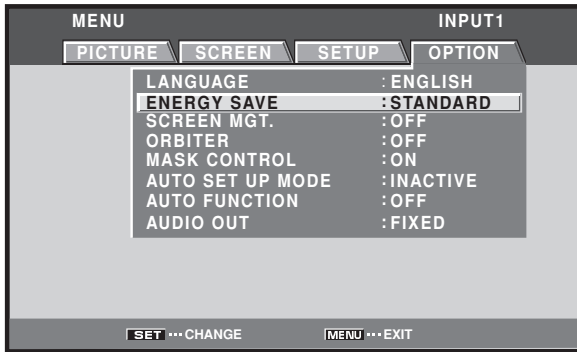 MENU INPUT1
PICTURE SCREEN SETUP OPTION
LANGUAGE :ENGLISH
ENERGY SAVE :STANDARD
SCREEN MGT. :OFF
ORBITER :OFF
MASK CONTROL :ON
AUTO SET UP MODE :INACTIVE
AUTO FUNCTION :OFF
AUDIO OUT :FIXED
SET ··· CHANGE MENU ··· EXIT